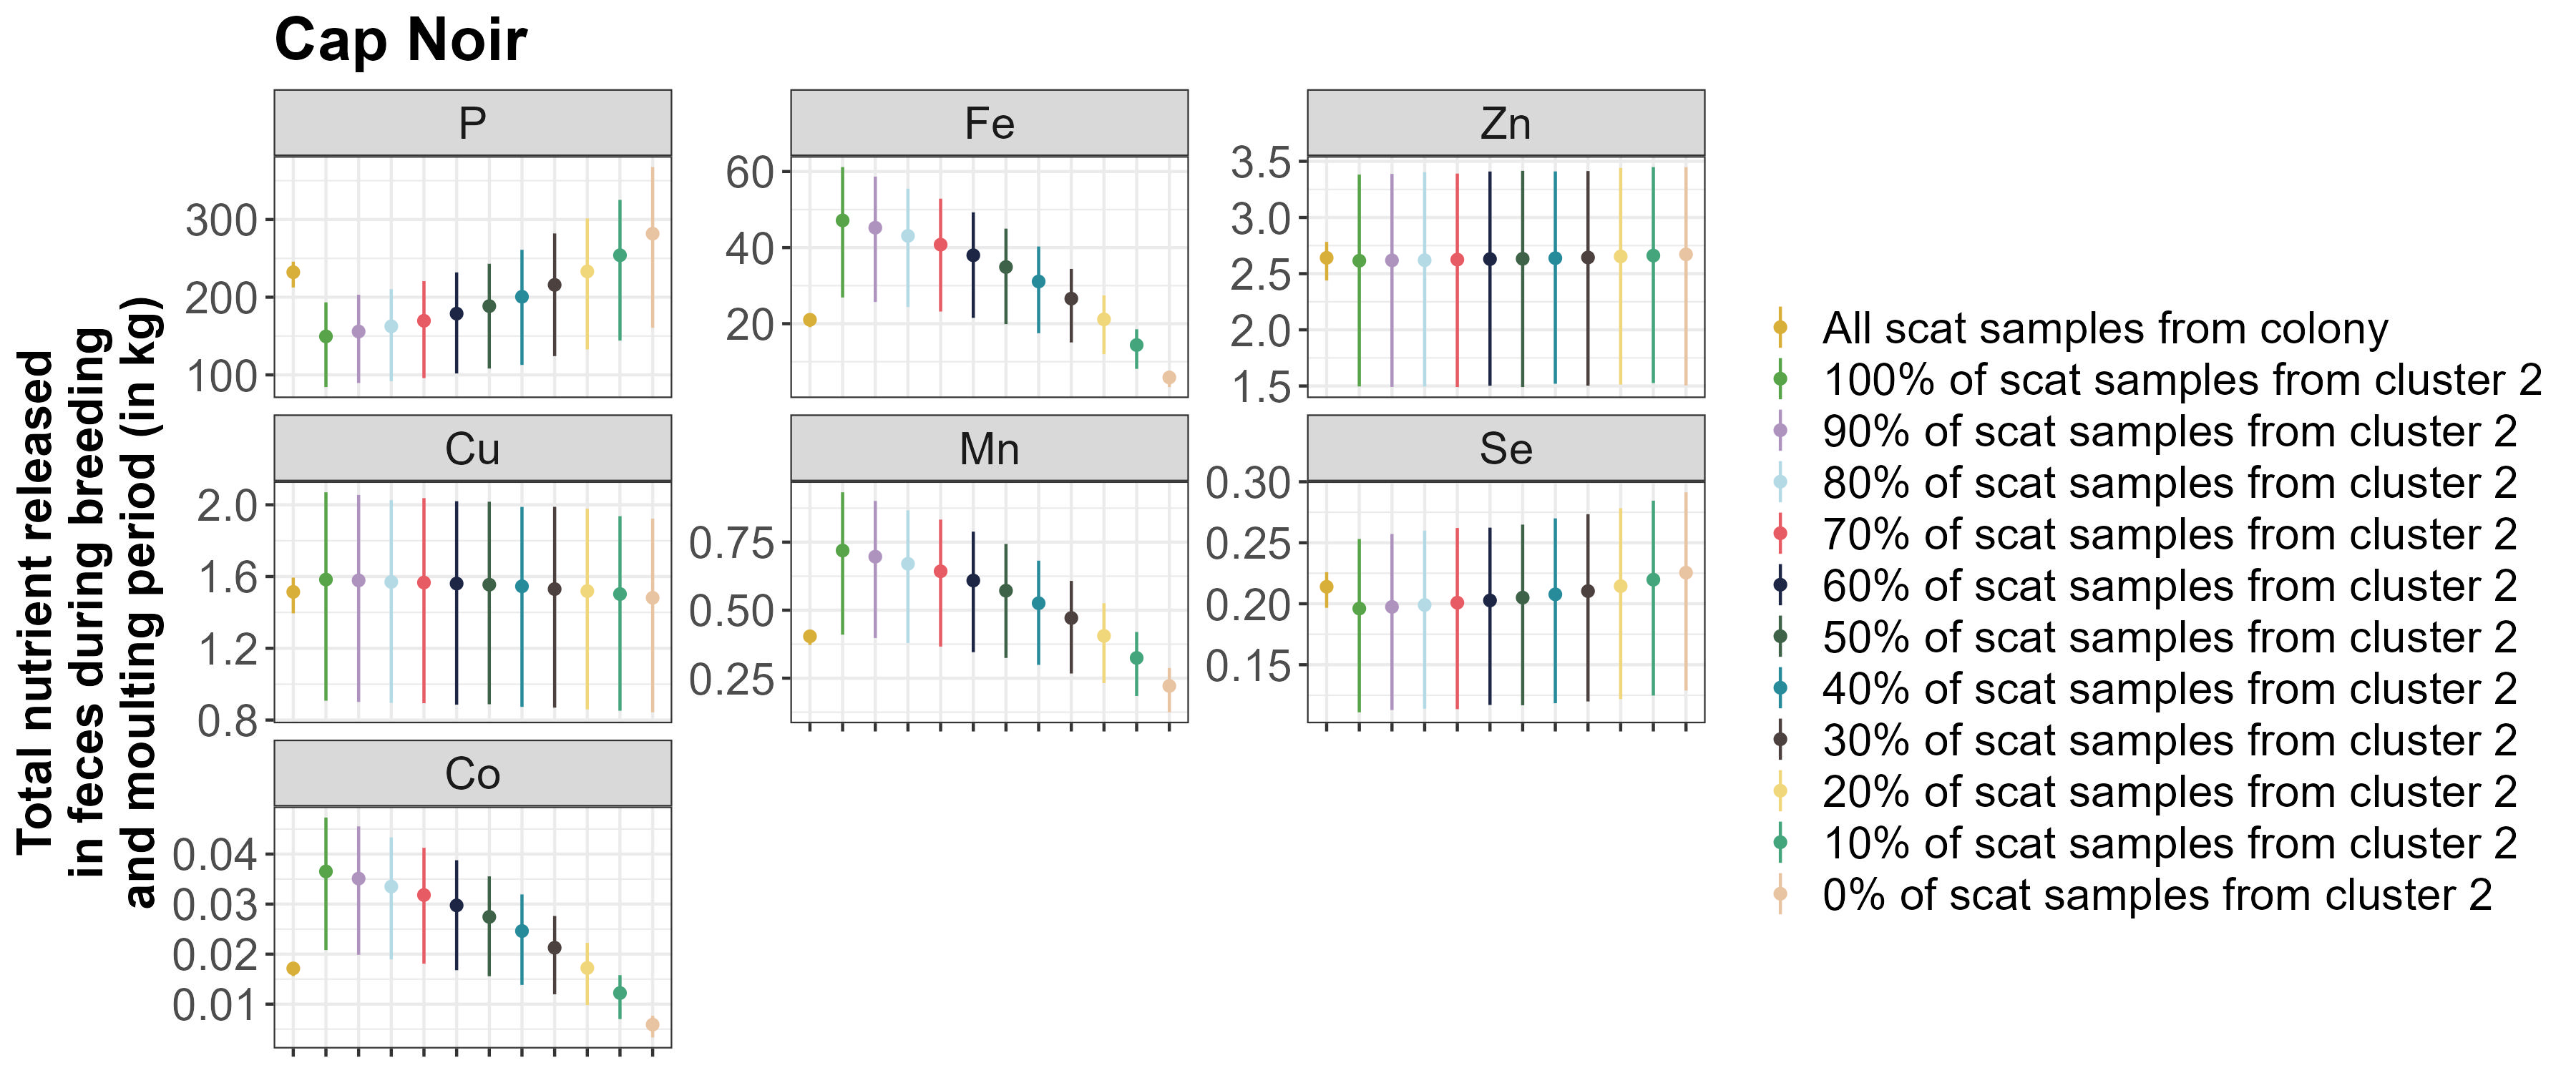 Cap Noir
Total nutrient released
in feces during breeding
and moulting period (in kg)
P
300
200
100
Fe
60
40
20
Zn
3.5
3.0
2.5
2.0
1.5
Cu
2.0
1.6
1.2
0.8
Mn
0.75
0.50
0.25
Se
0.30
0.25
0.20
0.15
Co
0.04
0.03
0.02
0.01
All scat samples from colony
100% of scat samples from cluster 2
90% of scat samples from cluster 2
80% of scat samples from cluster 2
70% of scat samples from cluster 2
60% of scat samples from cluster 2
50% of scat samples from cluster 2
40% of scat samples from cluster 2
30% of scat samples from cluster 2
20% of scat samples from cluster 2
10% of scat samples from cluster 2
0% of scat samples from cluster 2